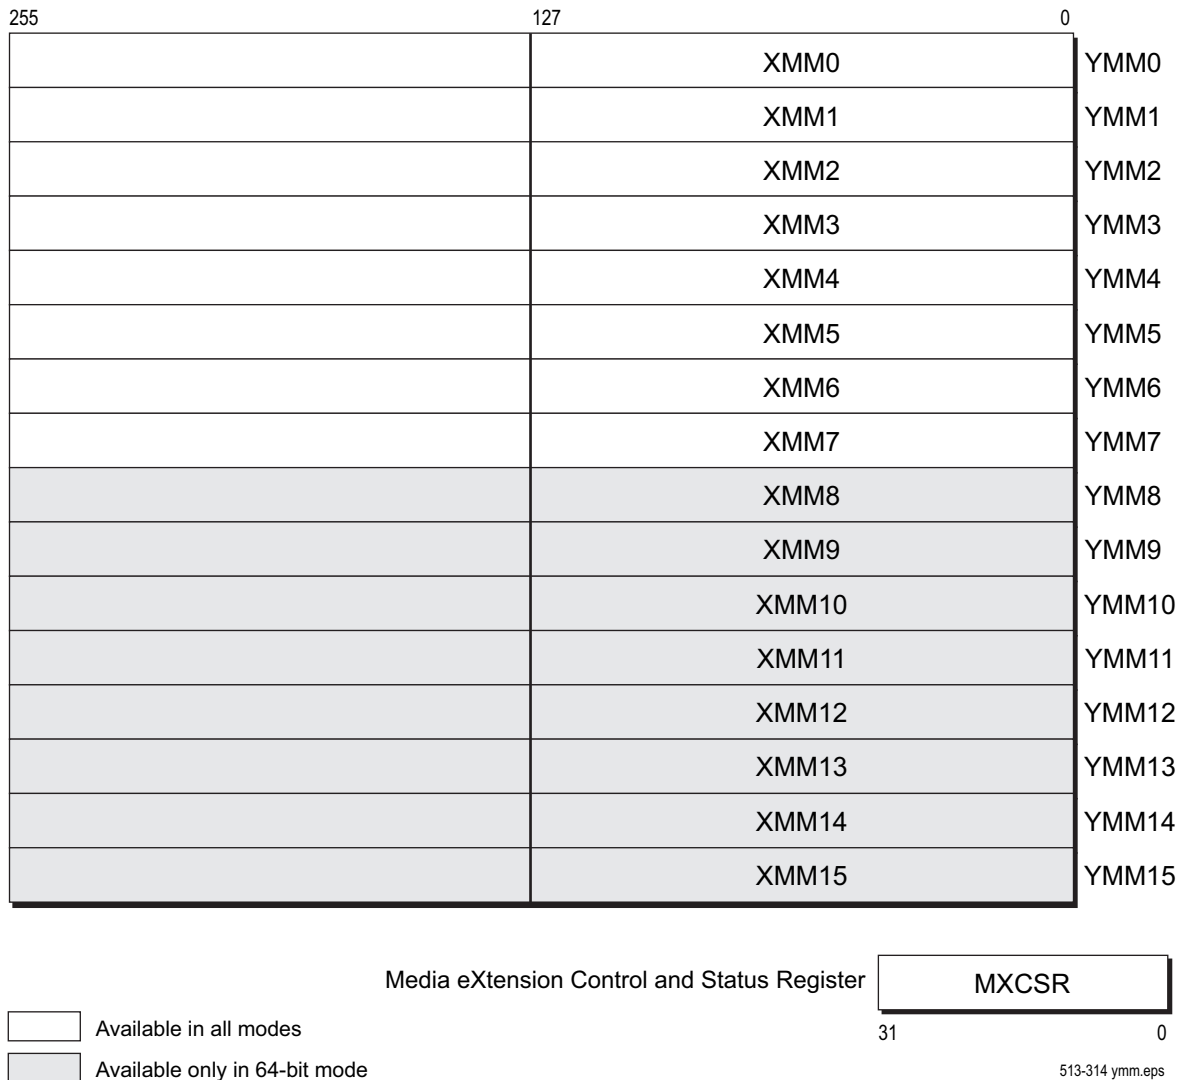 255 127 0
XMM0 YMM0
XMM1 YMM1
XMM2 YMM2
XMM3 YMM3
XMM4 YMM4
XMM5 YMM5
XMM6 YMM6
XMM7 YMM7
XMM8 YMM8
XMM9 YMM9
XMM10 YMM10
XMM11 YMM11
XMM12 YMM12
XMM13 YMM13
XMM14 YMM14
XMM15 YMM15
Media eXtension Control and Status Register MXCSR
31 0
Available in all modes
Available only in 64-bit mode
513-314 ymm.eps